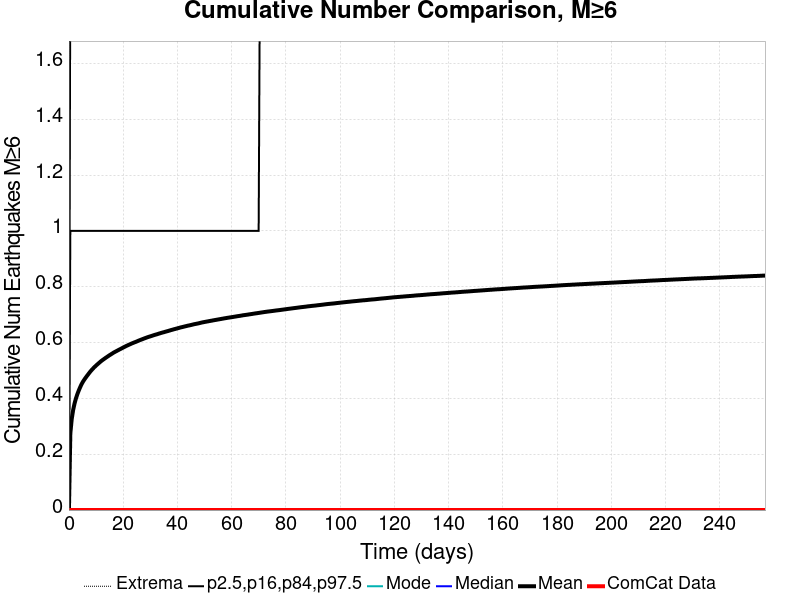 Cumulative Number Comparison, M≥6
Cumulative Num Earthquakes M≥6
1.6
1.4
1.2
1
0.8
0.6
0.4
0.2
0
0 20 40 60 80 100 120 140 160 180 200 220 240
Time (days)
Extrema p2.5,p16,p84,p97.5 Mode Median Mean ComCat Data